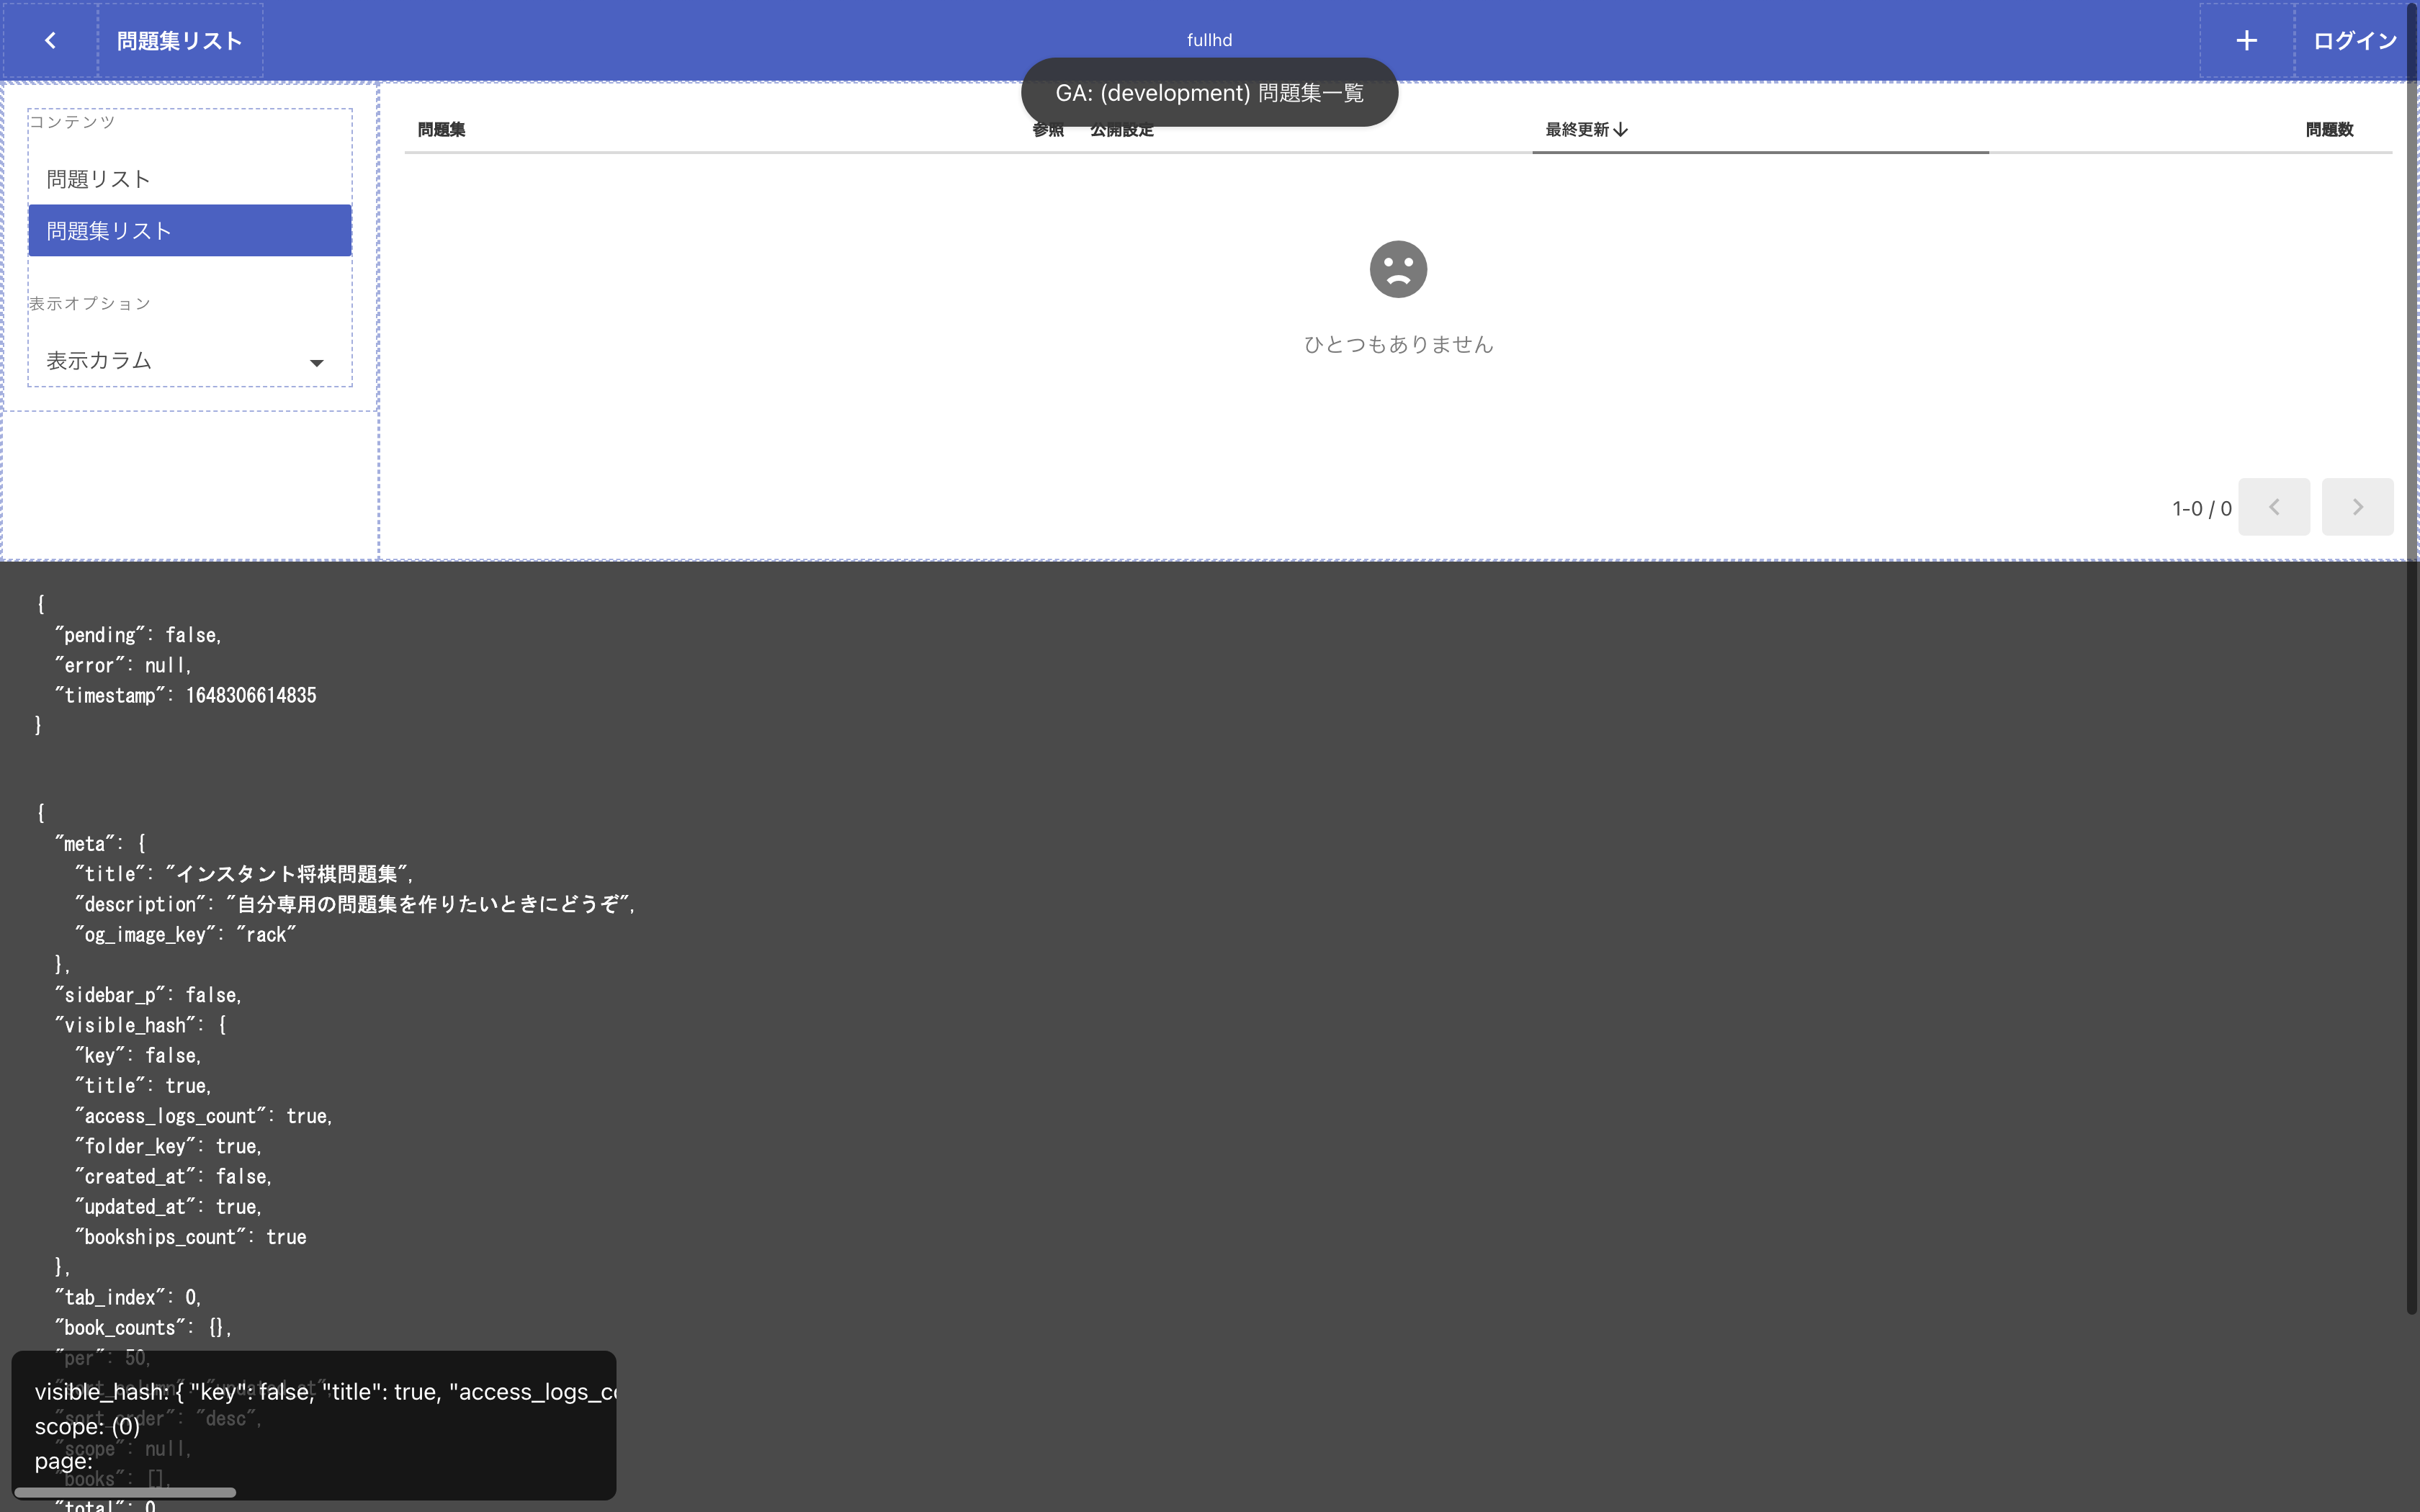 問題集リスト
fullhd
ログイン
GA: (development) 問題集一覧
コンテンツ
問題リスト
問題集リスト
表示オプション
表示カラム
問題集 参照 公開設定 最終更新 問題数
ひとつもありません
1-0 / 0
{
"pending": false,
"error": null,
"timestamp": 1648306614835
}
{
"meta": {
"title": "インスタント将棋問題集",
"description": "自分専用の問題集を作りたいときにどうぞ",
"og_image_key": "rack"
},
"sidebar_p": false,
"visible_hash": {
"key": false,
"title": true,
"access_logs_count": true,
"folder_key": true,
"created_at": false,
"updated_at": true,
"bookships_count": true
},
"tab_index": 0,
"book_counts": {},
"per": 50,
"sort_column": "updated_at",
"sort_order": "desc",
"scope": null,
"books": [],
"total": 0
visible_hash: { "key": false, "title": true, "access_logs_co
scope: (0)
page: